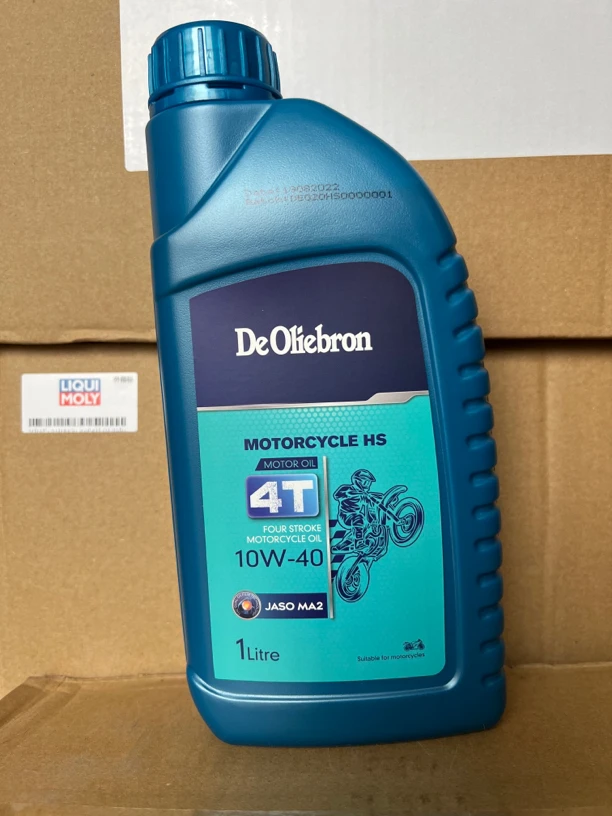 19082022
De Oliebron
LIQUI
MOLY
MOTORCYCLE HS
MOTOR OIL
4T
FOUR STROKE
MOTORCYCLE OIL
10W-40
JASO MA2
1 Litre
Suitable for motorcycles